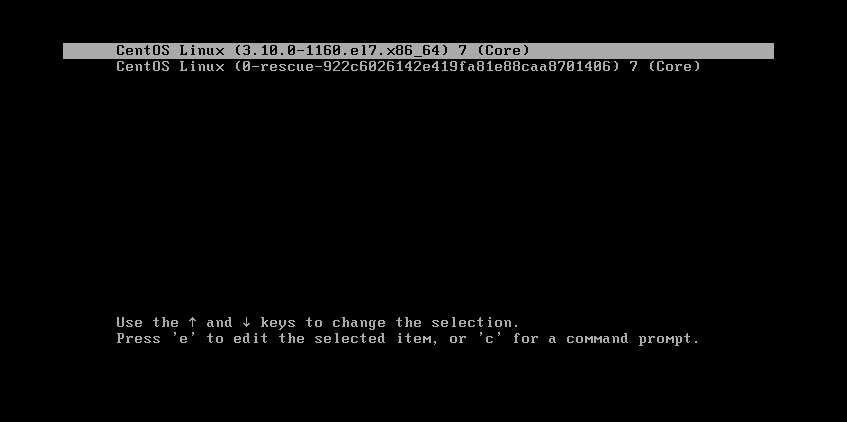 CentOS Linux (3.10.0-1160.el7.x86_64) 7 (Core)
CentOS Linux (0-rescue-922c6026142e419fa81e88caa8701406) 7 (Core)
Use the ↑ and ↓ keys to change the selection.
Press 'e' to edit the selected item, or 'c' for a command prompt.